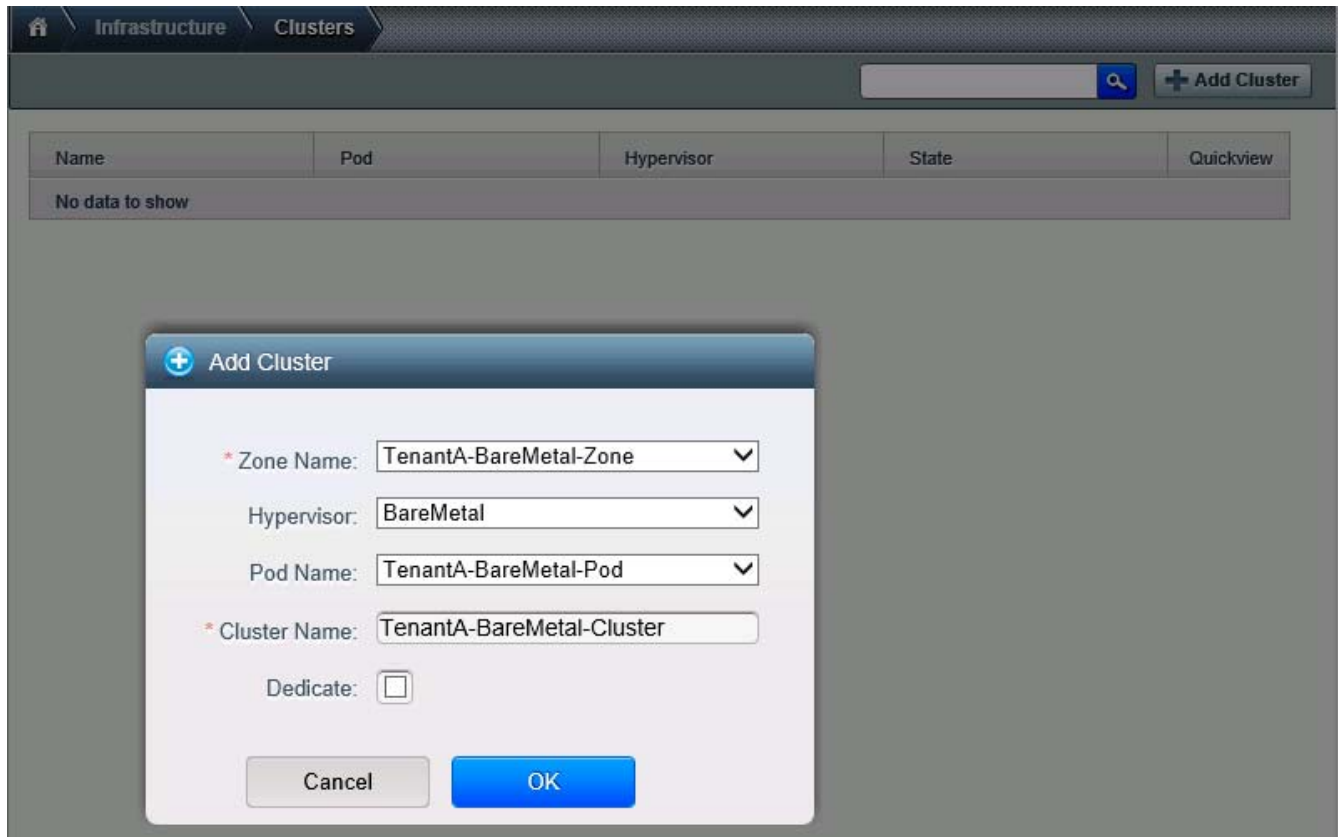 Infrastructure Clusters
Add Cluster
Name Pod Hypervisor State Quickview
No data to show
Add Cluster
* Zone Name: TenantA-BareMetal-Zone
Hypervisor: BareMetal
Pod Name: TenantA-BareMetal-Pod
* Cluster Name: TenantA-BareMetal-Cluster
Dedicate:
Cancel OK